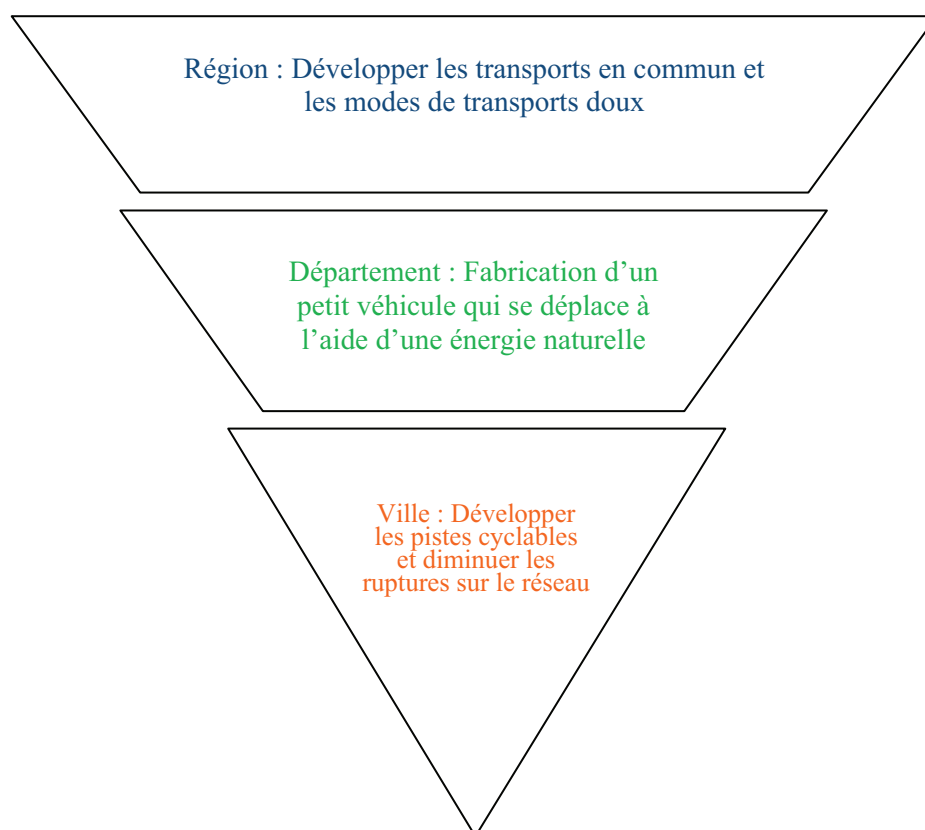 Région : Développer les transports en commun et
les modes de transports doux
Département : Fabrication d’un
petit véhicule qui se déplace à
l’aide d’une énergie naturelle
Ville : Développer
les pistes cyclables
et diminuer les
ruptures sur le réseau